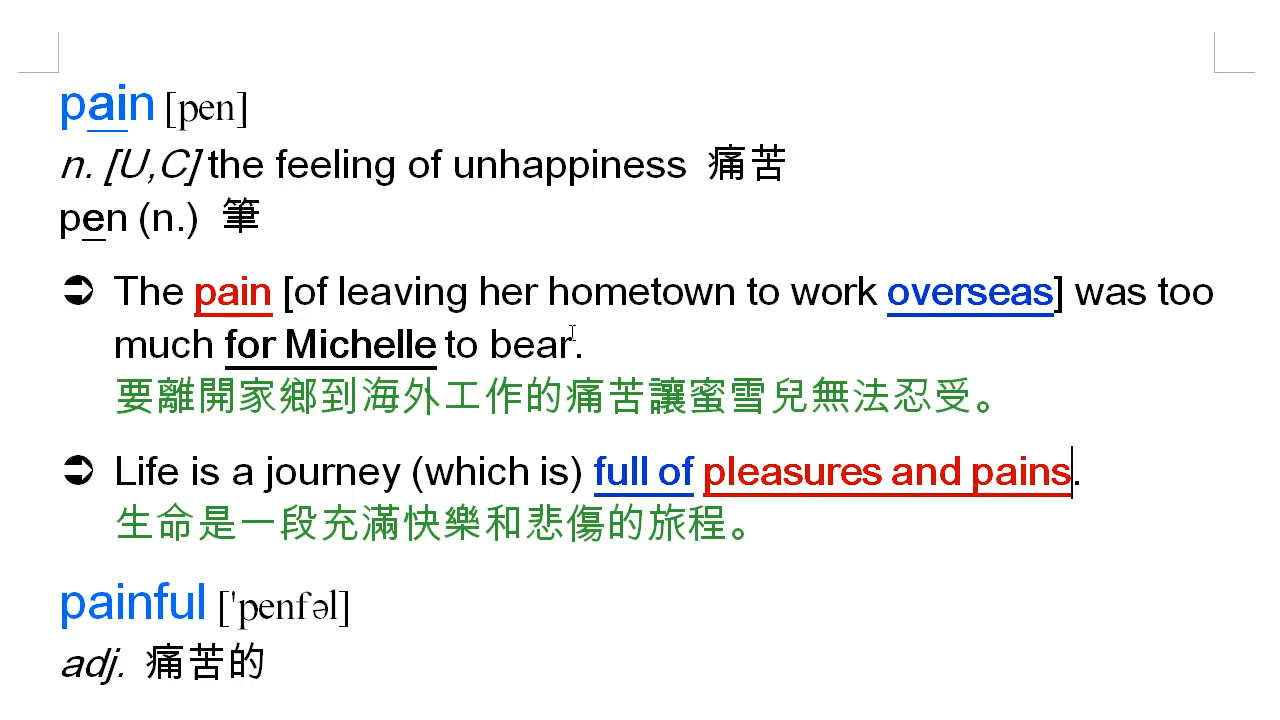 pain [pen]
n. [U,C] the feeling of unhappiness 痛苦
pen (n.) 筆
➲ The pain [of leaving her hometown to work overseas] was too
much for Michelle to bear.
要離開家鄉到海外工作的痛苦讓蜜雪兒無法忍受。
➲ Life is a journey (which is) full of pleasures and pains.
生命是一段充滿快樂和悲傷的旅程。
painful [ˈpenfəl]
adj. 痛苦的